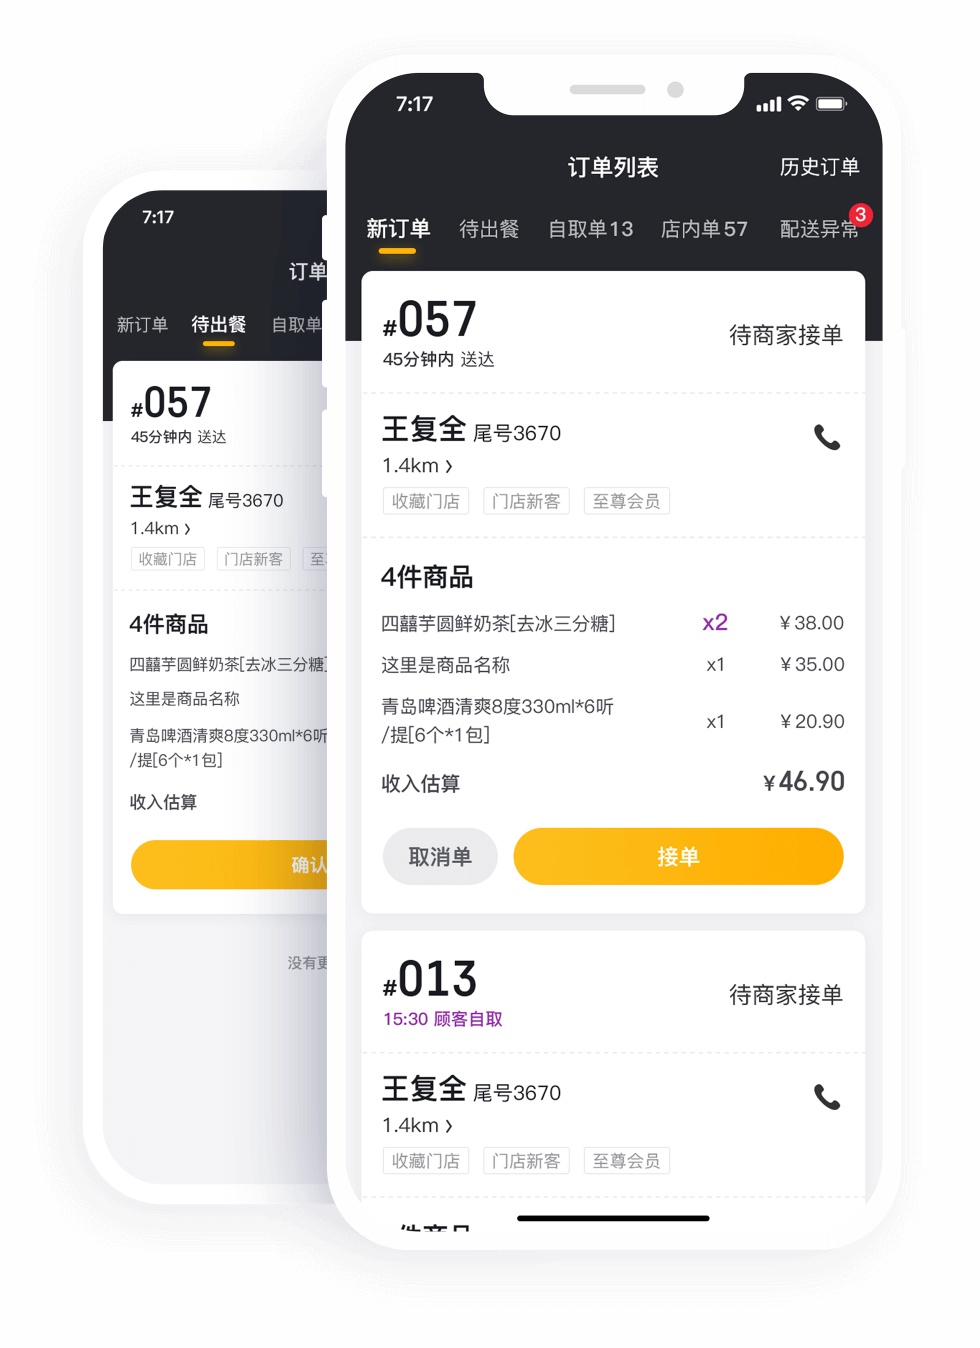 7:17
订单
新订单 待出餐 自取单
#057
45分钟内 送达
王复全 尾号3670
1.4km ›
收藏门店 门店新客 至
4件商品
四囍芋圆鲜奶茶[去冰三分糖]
这里是商品名称
青岛啤酒清爽8度330ml*6听
/提[6个*1包]
收入估算
确认
没有更
7:17
订单列表 历史订单
新订单 待出餐 自取单13 店内单57 配送异常 3
#057
待商家接单
45分钟内 送达
王复全 尾号3670
1.4km ›
收藏门店 门店新客 至尊会员
4件商品
四囍芋圆鲜奶茶[去冰三分糖] x2 ¥38.00
这里是商品名称 x1 ¥35.00
青岛啤酒清爽8度330ml*6听
/提[6个*1包] x1 ¥20.90
收入估算 ¥46.90
取消单 接单
#013
待商家接单
15:30 顾客自取
王复全 尾号3670
1.4km ›
收藏门店 门店新客 至尊会员
件商品